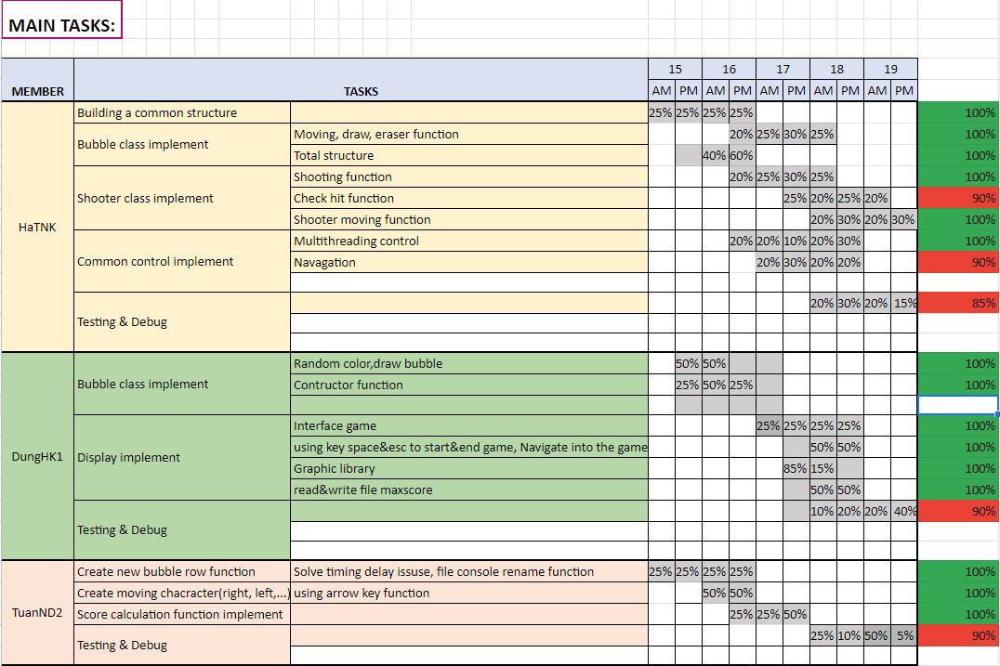 MAIN TASKS:
15 16 17 18 19
MEMBER TASKS AM PM AM PM AM PM AM PM AM PM
Building a common structure 25% 25% 25% 25% 100%
Bubble class implement
Moving, draw, eraser function 20% 25% 30% 25% 100%
Total structure 40% 60% 100%
Shooter class implement
Shooting function 20% 25% 30% 25% 100%
Check hit function 25% 20% 25% 20% 90%
HaTNK
Shooter moving function 20% 30% 20% 30% 100%
Common control implement
Multithreading control 20% 20% 10% 20% 30% 100%
Navagation 20% 30% 20% 20% 90%
20% 30% 20% 15% 85%
Testing & Debug
Bubble class implement
Random color,draw bubble 50% 50% 100%
Contructor function 25% 50% 25% 100%
Interface game 25% 25% 25% 25% 100%
DungHK1 Display implement
using key space&esc to start&end game, Navigate into the game 50% 50% 100%
Graphic library 85% 15% 100%
read&write file maxscore 50% 50% 100%
10% 20% 20% 40% 90%
Testing & Debug
Create new bubble row function Solve timing delay issuse, file console rename function 25% 25% 25% 25% 100%
Create moving chacracter(right, left,...) using arrow key function 50% 50% 100%
TuanND2 Score calculation function implement 25% 25% 50% 100%
25% 10% 50% 5% 90%
Testing & Debug